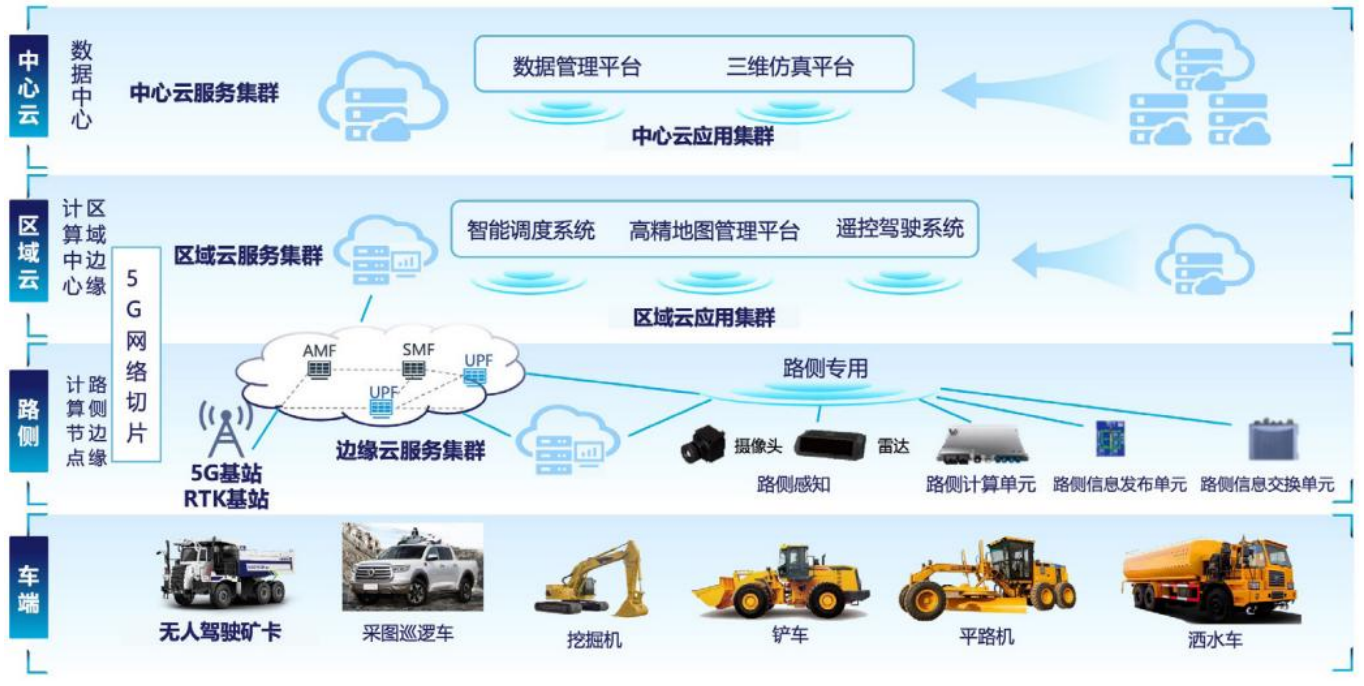 中心云
数据中心
中心云服务集群
数据管理平台
三维仿真平台
中心云应用集群
区域云
区域边缘
计算中心
5G网络切片
区域云服务集群
智能调度系统
高精地图管理平台
遥控驾驶系统
区域云应用集群
路侧
路侧边缘
计算节点
AMF
SMF
UPF
UPF
5G基站
RTK基站
边缘云服务集群
路侧专用
摄像头
雷达
路侧感知
路侧计算单元
路侧信息发布单元
路侧信息交换单元
车端
无人驾驶矿卡
采图巡逻车
挖掘机
铲车
平路机
洒水车